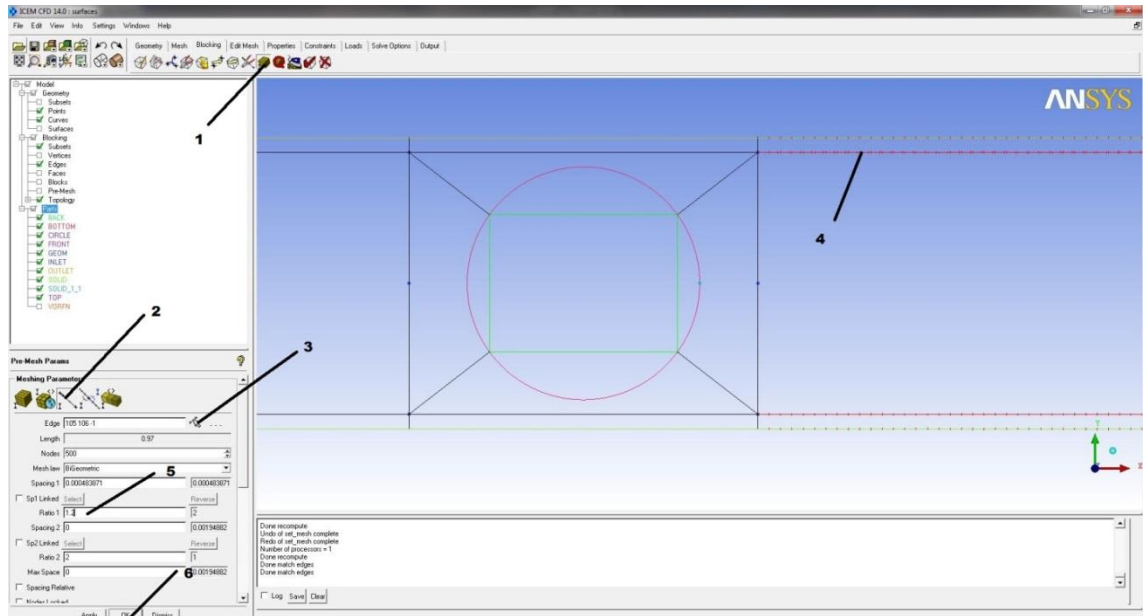 ICEM CFD 14.0 : surfaces
File Edit View Info Settings Windows Help
Geometry Mesh Blocking Edit Mesh Properties Constraints Loads Solve Options Output
1
Model
Geometry
Subsets
Points
Curves
Surfaces
Blocking
Subsets
Vertices
Edges
Faces
Blocks
Pre-Mesh
Topology
Parts
BACK
BOTTOM
CIRCLE
FRONT
GEOM
INLET
OUTLET
SOLID
SOLID_1_1
TOP
VORFN
ANSYS
4
2
3
Pre-Mesh Params
Meshing Parameters
Edge 105 106 -1
Length 0.97
Nodes 500
Mesh law BiGeometric
5
Spacing 1 0.000483871 0.000483871
Sp1 Linked Select Reverse
Ratio 1 1.2 2
Spacing 2 0 0.00194882
Sp2 Linked Select Reverse
Ratio 2 2 1
Max Space 0 0.00194882
6
Spacing Relative
Nodes Locked
Apply OK Dismiss
Y
X
Done recompute
Undo of set_mesh complete
Redo of set_mesh complete
Number of processors = 1
Done recompute
Done match edges
Done match edges
Log Save Clear